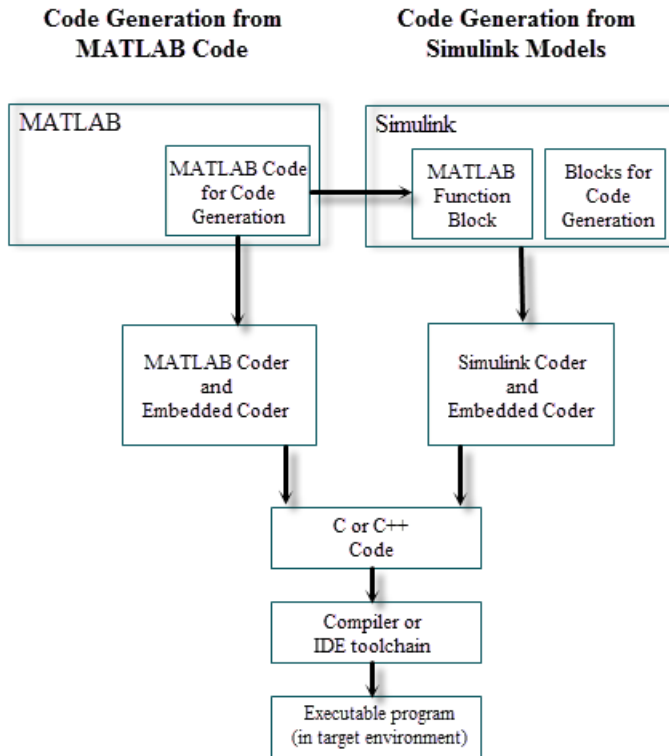 Code Generation from
MATLAB Code
Code Generation from
Simulink Models
MATLAB
MATLAB Code
for Code
Generation
Simulink
MATLAB
Function
Block
Blocks for
Code
Generation
MATLAB Coder
and
Embedded Coder
Simulink Coder
and
Embedded Coder
C or C++
Code
Compiler or
IDE toolchain
Executable program
(in target environment)